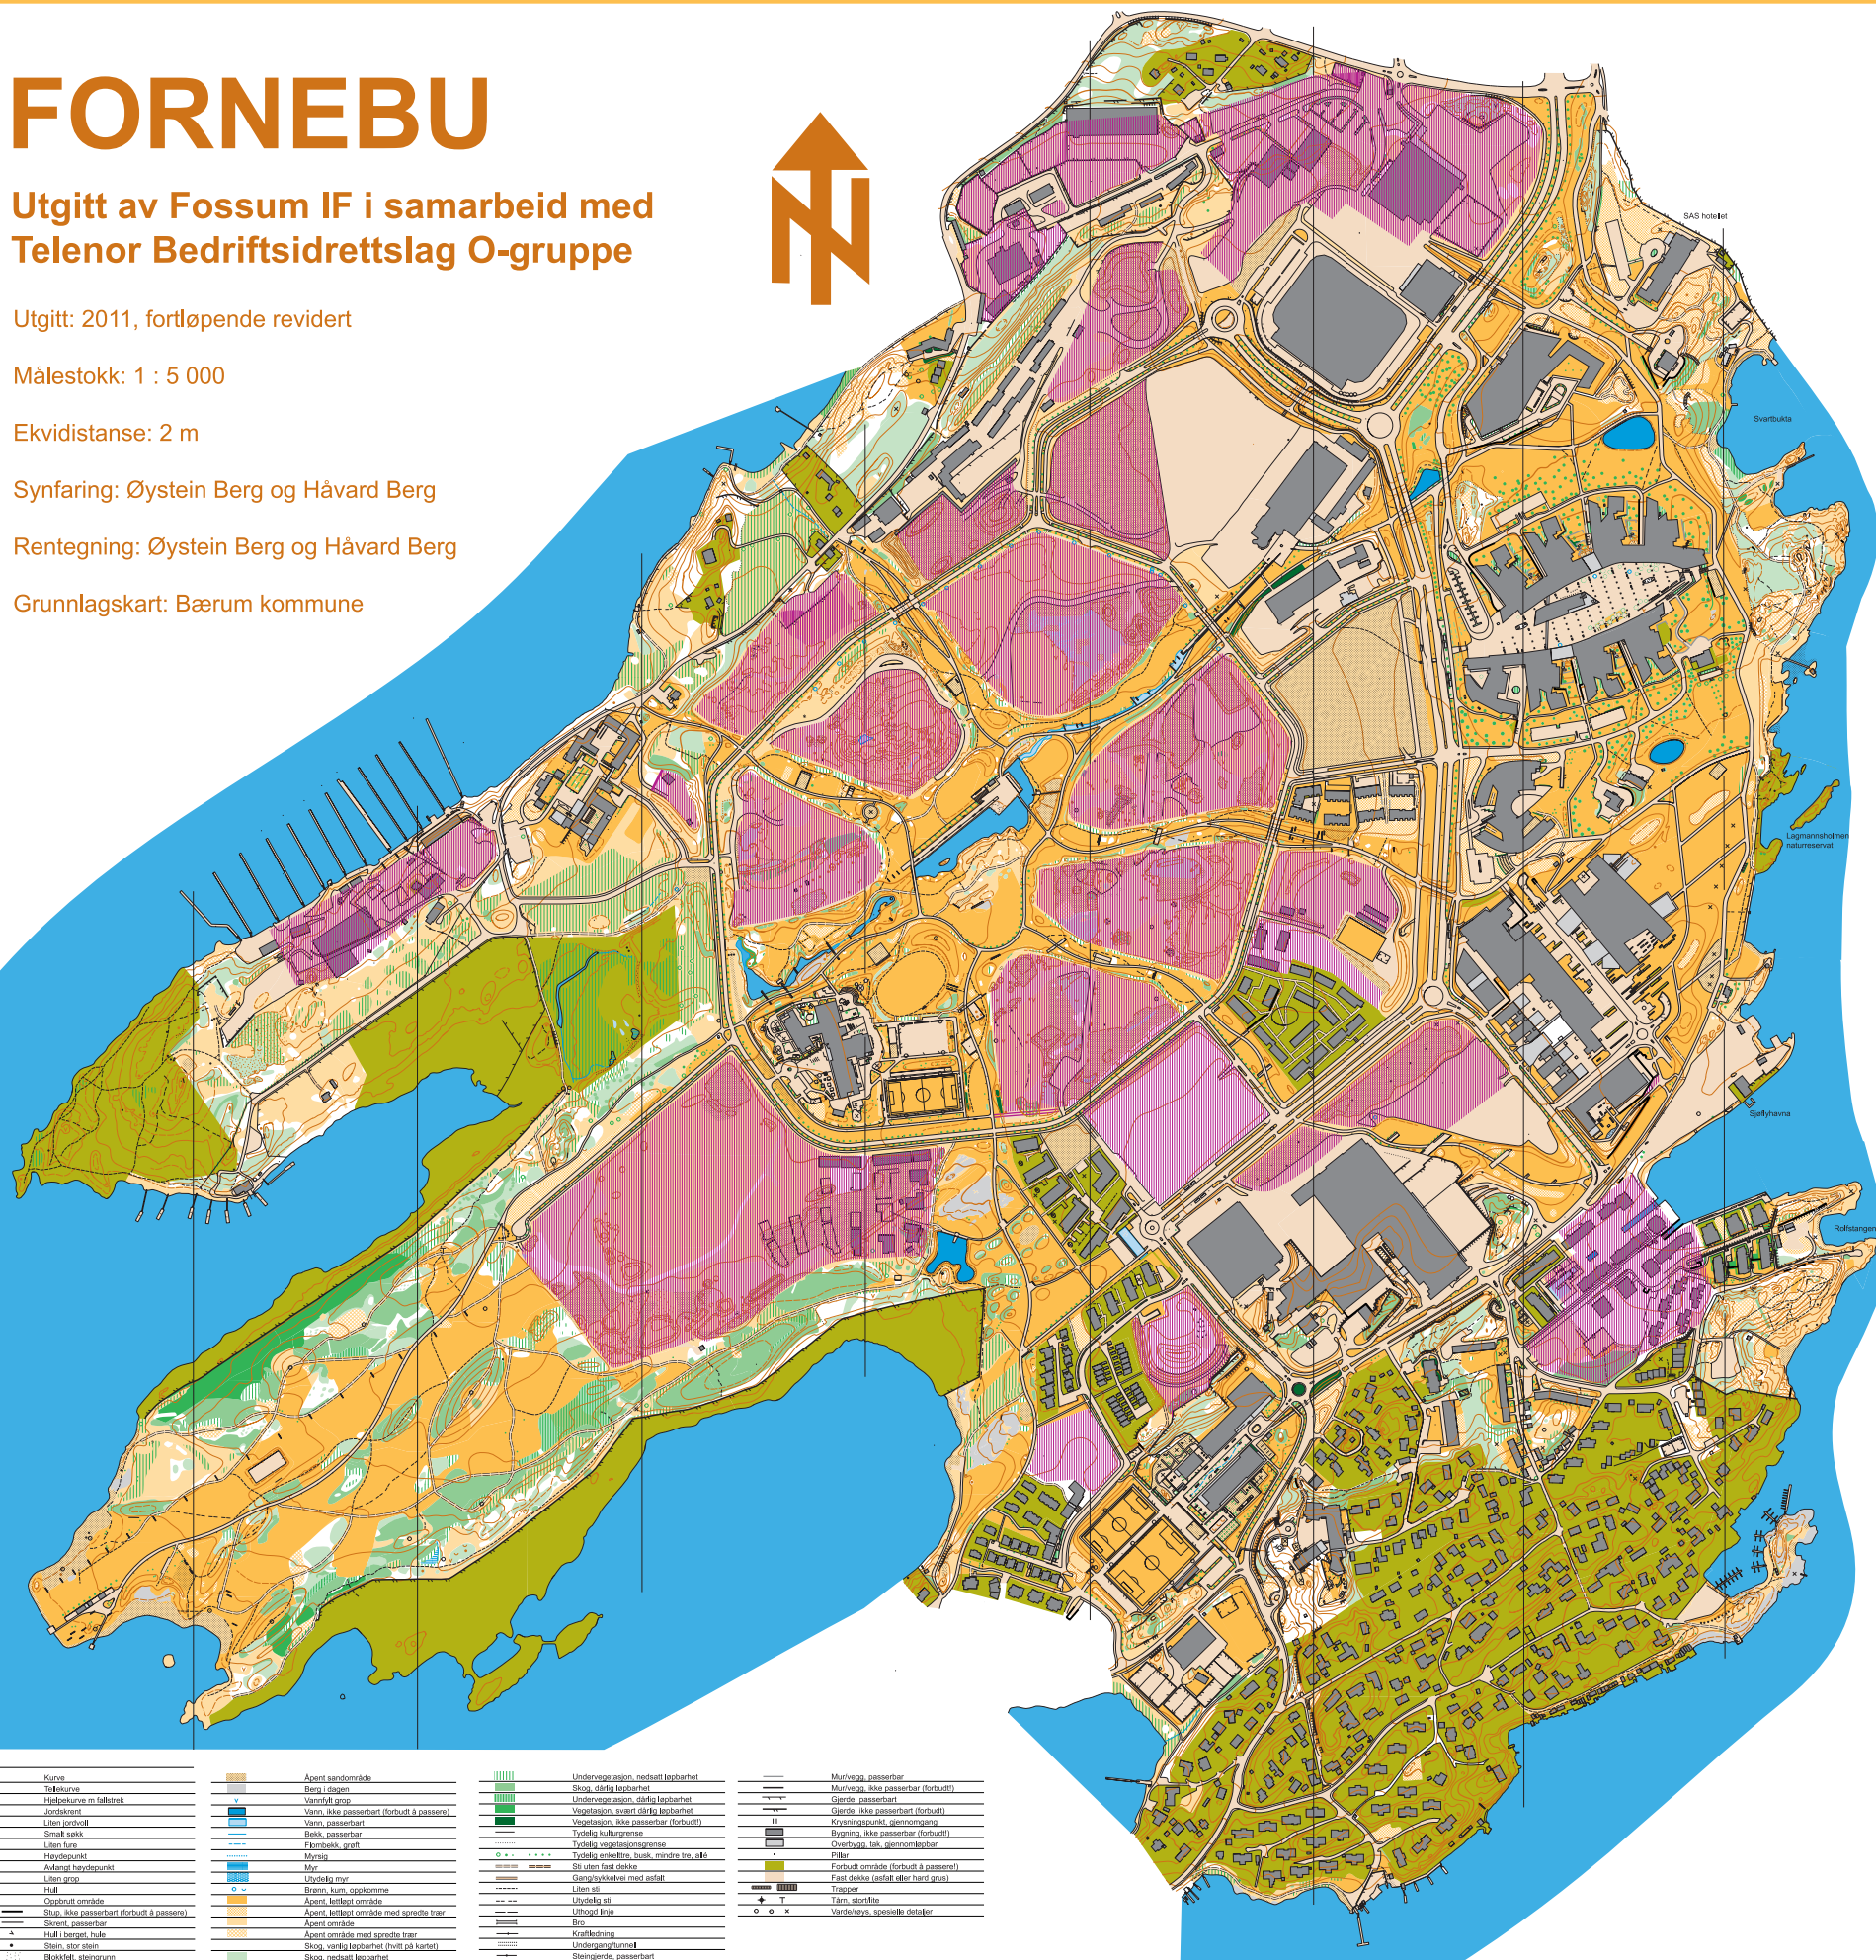 FORNEBU
Utgitt av Fossum IF i samarbeid med
Telenor Bedriftsidrettslag O-gruppe
Utgitt: 2011, fortløpende revidert
Målestokk: 1 : 5 000
Ekvidistanse: 2 m
Synfaring: Øystein Berg og Håvard Berg
Rentegning: Øystein Berg og Håvard Berg
Grunnlagskart: Bærum kommune
SAS hotellet
Svartbukta
Lagmannsholmen
naturreservat
Sjøflyhavna
Rolfstangen
Kurve
Tellekurve
Hjelpekurve m fallstrek
Jordskrent
Liten jordvoll
Smalt søkk
Liten fure
Høydepunkt
Avlangt høydepunkt
Liten grop
Hull
Oppbrutt område
Stup, ikke passerbart (forbudt å passere)
Skrent, passerbar
Hull i berget, hule
Stein, stor stein
Blokkfelt, steingrunn
Åpent sandområde
Berg i dagen
Vannfylt grop
Vann, ikke passerbart (forbudt å passere)
Vann, passerbart
Bekk, passerbar
Flombekk, grøft
Myrsig
Myr
Utydelig myr
Brønn, kum, oppkomme
Åpent, lettløpt område
Åpent, lettløpt område med spredte trær
Åpent område
Åpent område med spredte trær
Skog, vanlig løpbarhet (hvitt på kartet)
Skog, nedsatt løpbarhet
Undervegetasjon, nedsatt løpbarhet
Skog, dårlig løpbarhet
Undervegetasjon, dårlig løpbarhet
Vegetasjon, svært dårlig løpbarhet
Vegetasjon, ikke passerbar (forbudt!)
Tydelig kulturgrense
Tydelig vegetasjonsgrense
Tydelig enkelttre, busk, mindre tre, allé
Sti uten fast dekke
Gang/sykkelvei med asfalt
Liten sti
Utydelig sti
Uthogd linje
Bro
Kraftledning
Undergang/tunnel
Steingjerde, passerbart
Mur/vegg, passerbar
Mur/vegg, ikke passerbar (forbudt!)
Gjerde, passerbart
Gjerde, ikke passerbart (forbudt)
Krysningspunkt, gjennomgang
Bygning, ikke passerbar (forbudt!)
Overbygg, tak, gjennomløpbar
Pillar
Forbudt område (forbudt å passere!)
Fast dekke (asfalt eller hard grus)
Trapper
Tårn, stort/lite
Varde/røys, spesielle detaljer